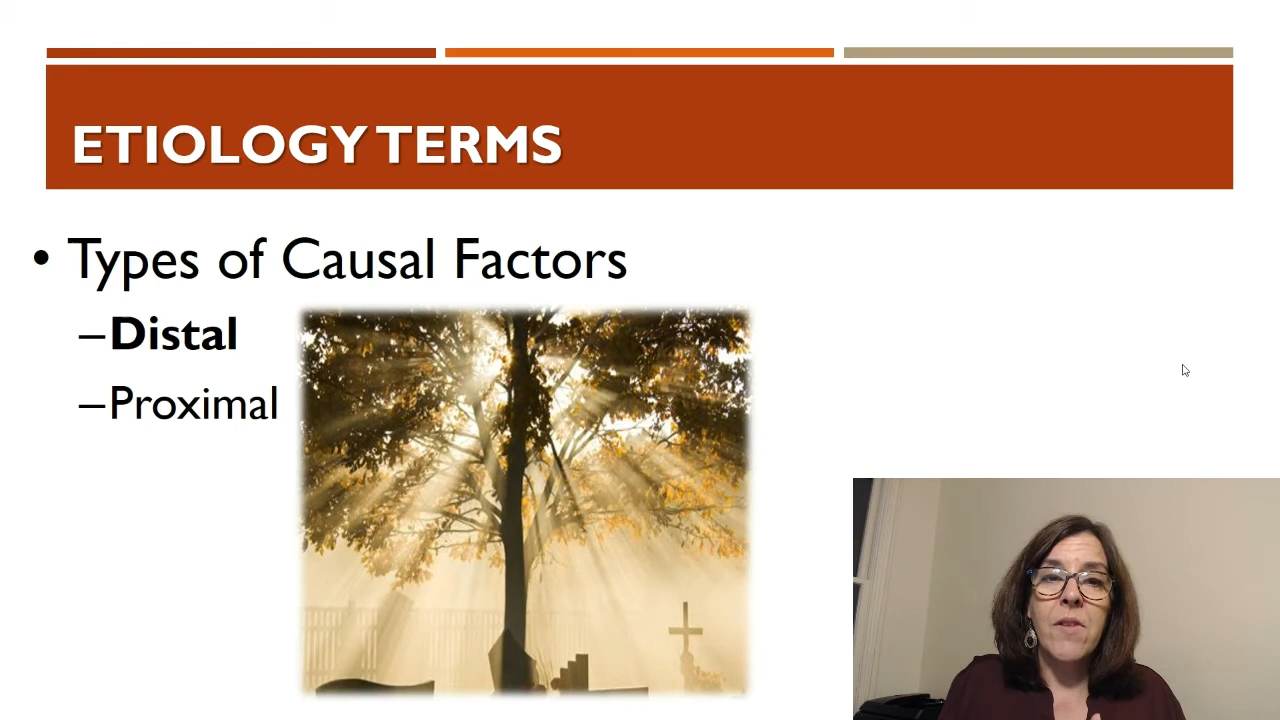 ETIOLOGY TERMS
• Types of Causal Factors
–Distal
–Proximal